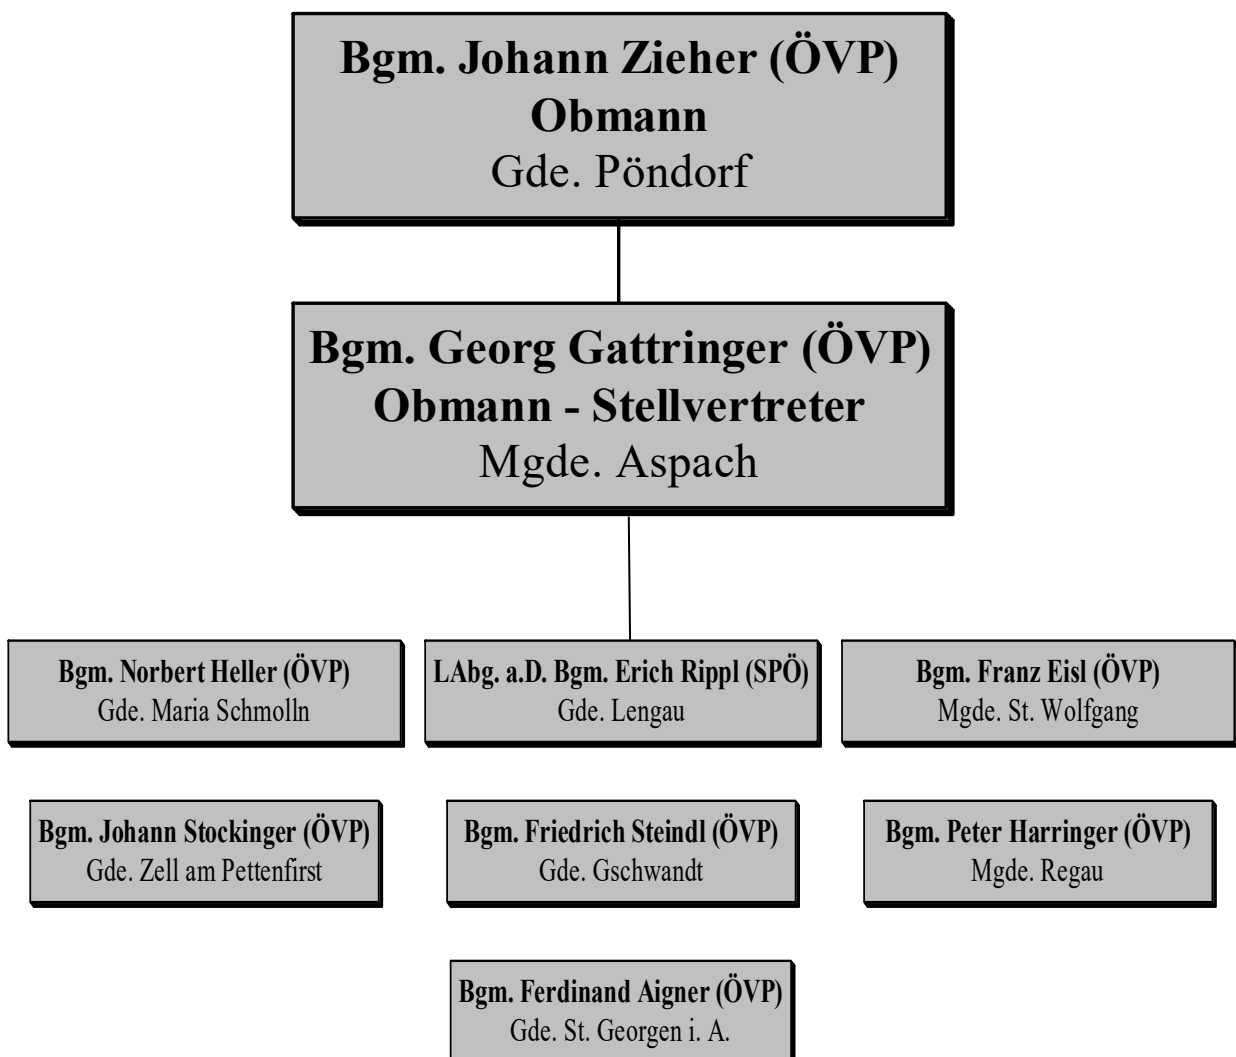 Bgm. Johann Zieher (ÖVP)
Obmann
Gde. Pöndorf
Bgm. Georg Gattringer (ÖVP)
Obmann - Stellvertreter
Mgde. Aspach
Bgm. Norbert Heller (ÖVP)
Gde. Maria Schmolln
LAbg. a.D. Bgm. Erich Rippl (SPÖ)
Gde. Lengau
Bgm. Franz Eisl (ÖVP)
Mgde. St. Wolfgang
Bgm. Johann Stockinger (ÖVP)
Gde. Zell am Pettenfirst
Bgm. Friedrich Steindl (ÖVP)
Gde. Gschwandt
Bgm. Peter Harringer (ÖVP)
Mgde. Regau
Bgm. Ferdinand Aigner (ÖVP)
Gde. St. Georgen i. A.